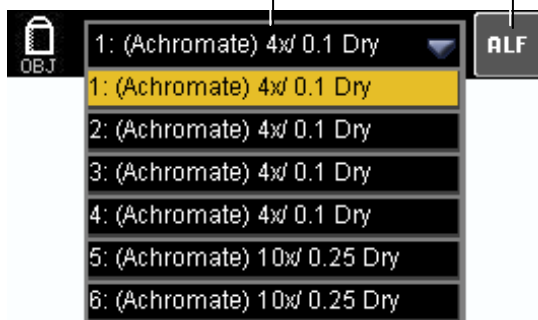 1: (Achromate) 4x/ 0.1 Dry
ALF
OBJ
1: (Achromate) 4x/ 0.1 Dry
2: (Achromate) 4x/ 0.1 Dry
3: (Achromate) 4x/ 0.1 Dry
4: (Achromate) 4x/ 0.1 Dry
5: (Achromate) 10x/ 0.25 Dry
6: (Achromate) 10x/ 0.25 Dry